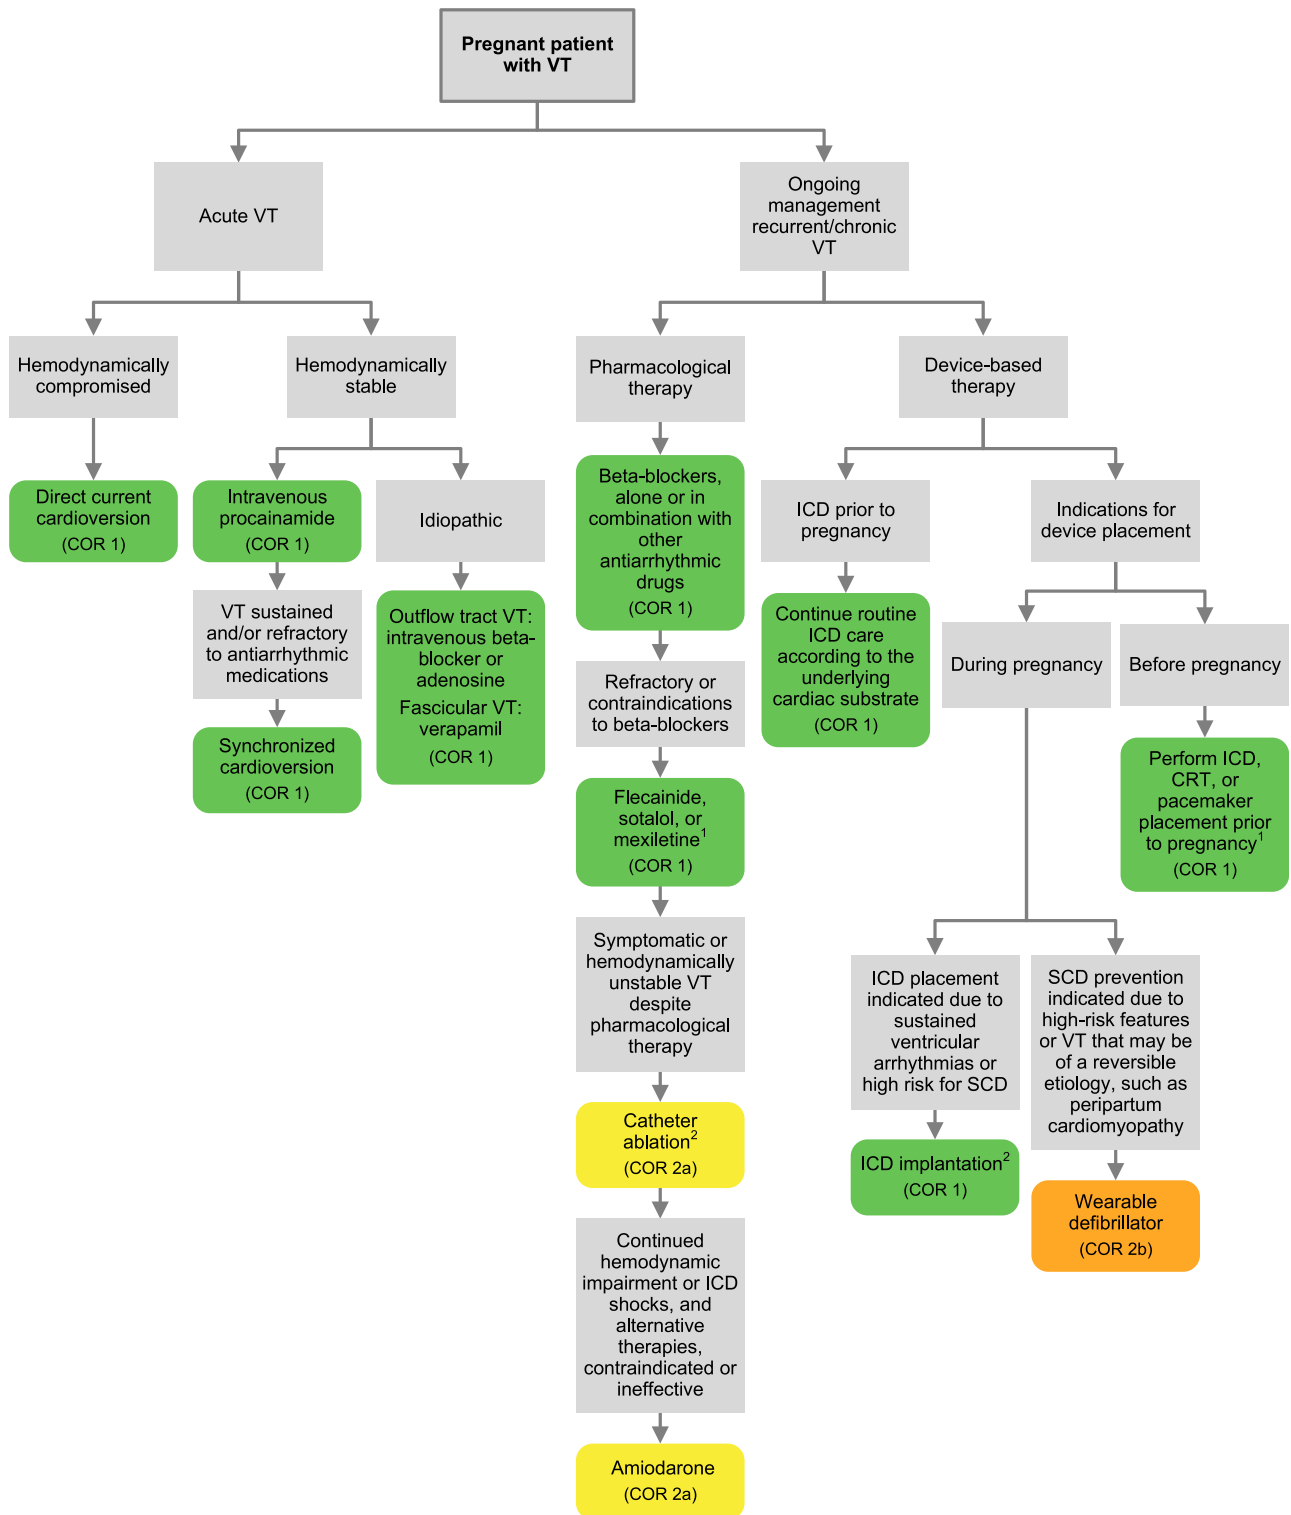 Pregnant patient
with VT
Acute VT
Ongoing
management
recurrent/chronic
VT
Hemodynamically
compromised
Hemodynamically
stable
Pharmacological
therapy
Device-based
therapy
Direct current
cardioversion
(COR 1)
Intravenous
procainamide
(COR 1)
Idiopathic
Beta-blockers,
alone or in
combination with
other
antiarrhythmic
drugs
(COR 1)
ICD prior to
pregnancy
Indications for
device placement
VT sustained
and/or refractory
to antiarrhythmic
medications
Outflow tract VT:
intravenous beta-
blocker or
adenosine
Fascicular VT:
verapamil
(COR 1)
Continue routine
ICD care
according to the
underlying
cardiac substrate
(COR 1)
During pregnancy
Before pregnancy
Refractory or
contraindications
to beta-blockers
Synchronized
cardioversion
(COR 1)
Flecainide,
sotalol, or
mexiletine1
(COR 1)
Perform ICD,
CRT, or
pacemaker
placement prior
to pregnancy1
(COR 1)
Symptomatic or
hemodynamically
unstable VT
despite
pharmacological
therapy
ICD placement
indicated due to
sustained
ventricular
arrhythmias or
high risk for SCD
SCD prevention
indicated due to
high-risk features
or VT that may be
of a reversible
etiology, such as
peripartum
cardiomyopathy
Catheter
ablation2
(COR 2a)
ICD implantation2
(COR 1)
Wearable
defibrillator
(COR 2b)
Continued
hemodynamic
impairment or ICD
shocks, and
alternative
therapies,
contraindicated or
ineffective
Amiodarone
(COR 2a)